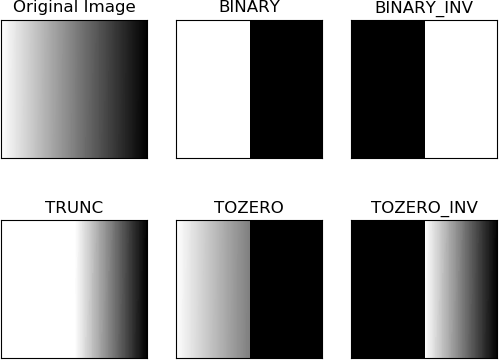 Original Image
BINARY
BINARY_INV
TRUNC
TOZERO
TOZERO_INV